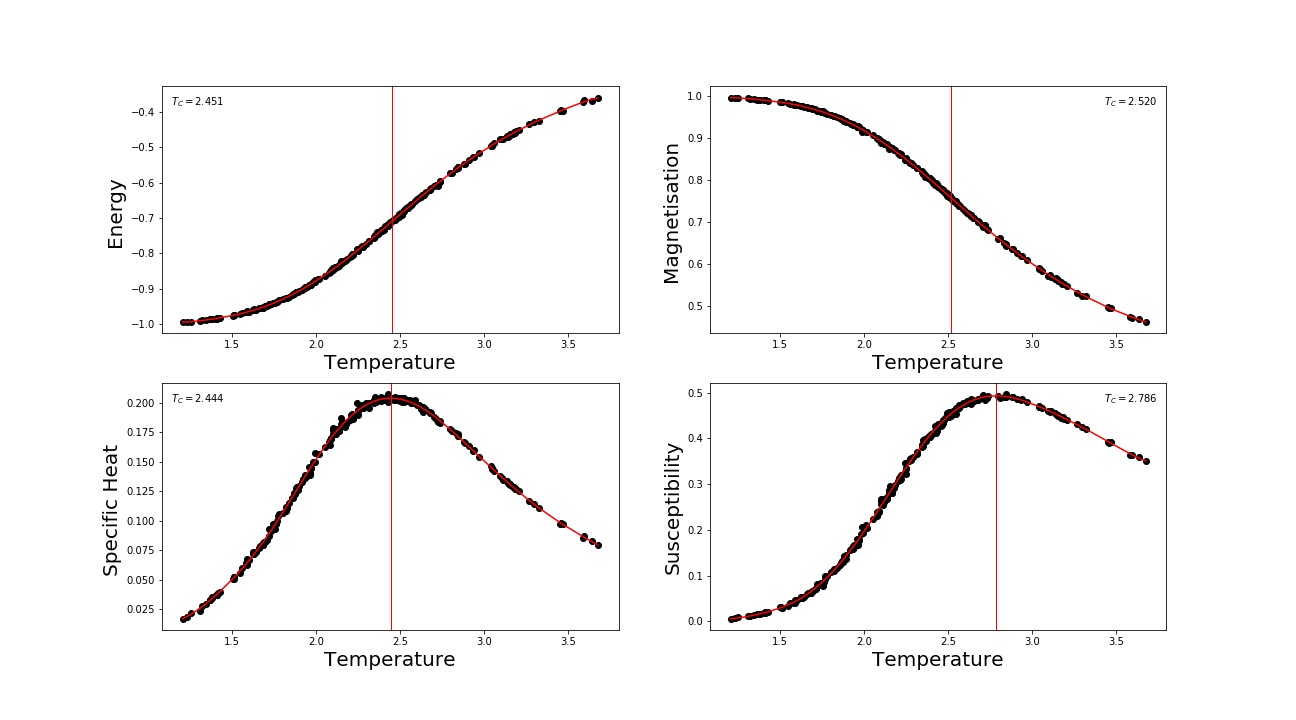 T_C = 2.451
−0.4
−0.5
−0.6
−0.7
−0.8
−0.9
−1.0
Energy
1.5 2.0 2.5 3.0 3.5
Temperature
T_C = 2.520
1.0
0.9
0.8
0.7
0.6
0.5
Magnetisation
1.5 2.0 2.5 3.0 3.5
Temperature
T_C = 2.444
0.200
0.175
0.150
0.125
0.100
0.075
0.050
0.025
Specific Heat
1.5 2.0 2.5 3.0 3.5
Temperature
T_C = 2.786
0.5
0.4
0.3
0.2
0.1
0.0
Susceptibility
1.5 2.0 2.5 3.0 3.5
Temperature